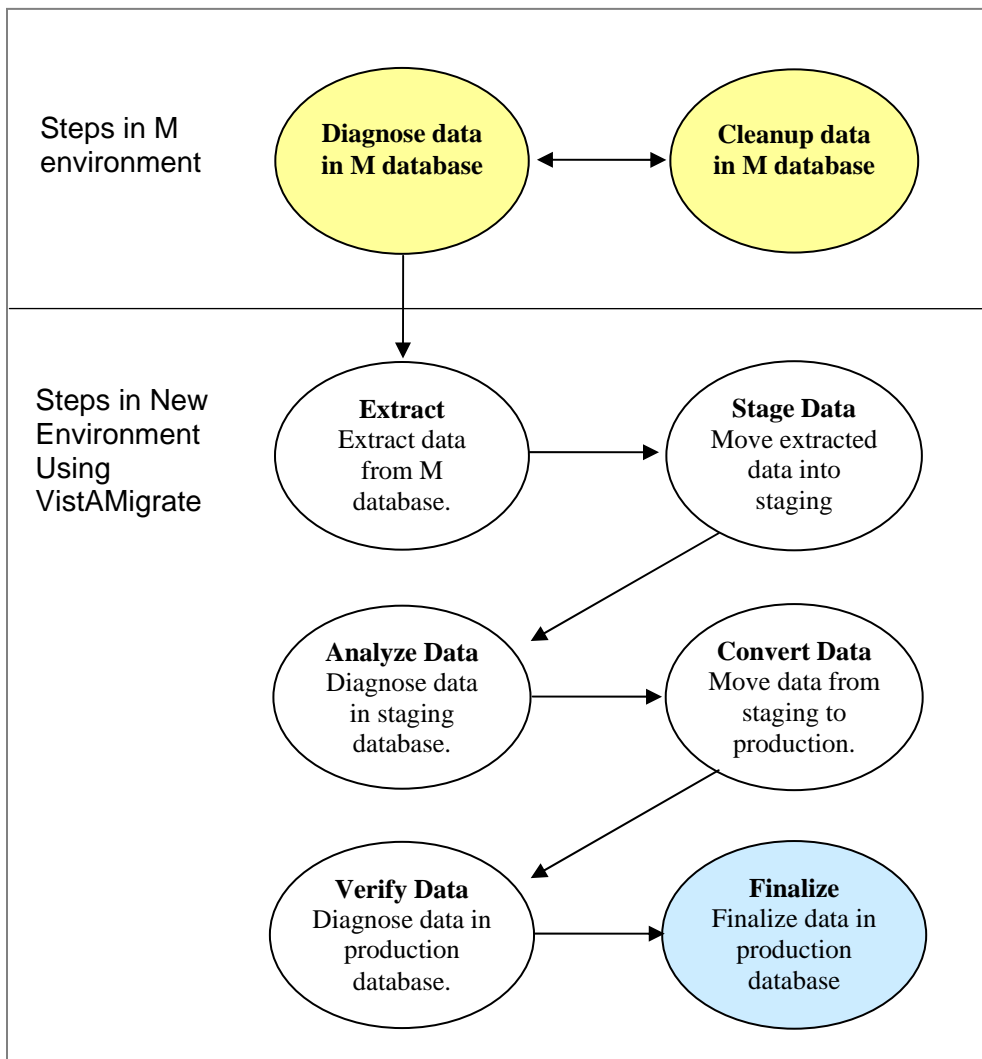 Steps in M
environment
Diagnose data
in M database
Cleanup data
in M database
Steps in New
Environment
Using
VistAMigrate
Extract
Extract data
from M
database.
Stage Data
Move extracted
data into
staging
Analyze Data
Diagnose data
in staging
database.
Convert Data
Move data from
staging to
production.
Verify Data
Diagnose data in
production
database.
Finalize
Finalize data in
production
database